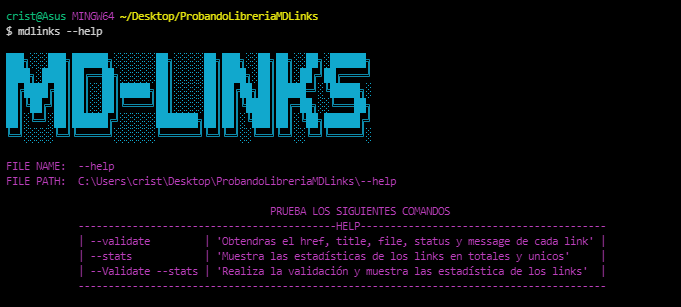 crist@Asus MINGW64 ~/Desktop/ProbandoLibreriaMDLinks
$ mdlinks --help
MD-LINKS
FILE NAME: --help
FILE PATH: C:\Users\crist\Desktop\ProbandoLibreriaMDLinks\--help
PRUEBA LOS SIGUIENTES COMANDOS
-------------------------------------------HELP-----------------------------------------
| --validate         | 'Obtendras el href, title, file, status y message de cada link' |
| --stats            | 'Muestra las estadísticas de los links en totales y unicos'     |
| --Validate --stats | 'Realiza la validación y muestra las estadística de los links'  |
----------------------------------------------------------------------------------------